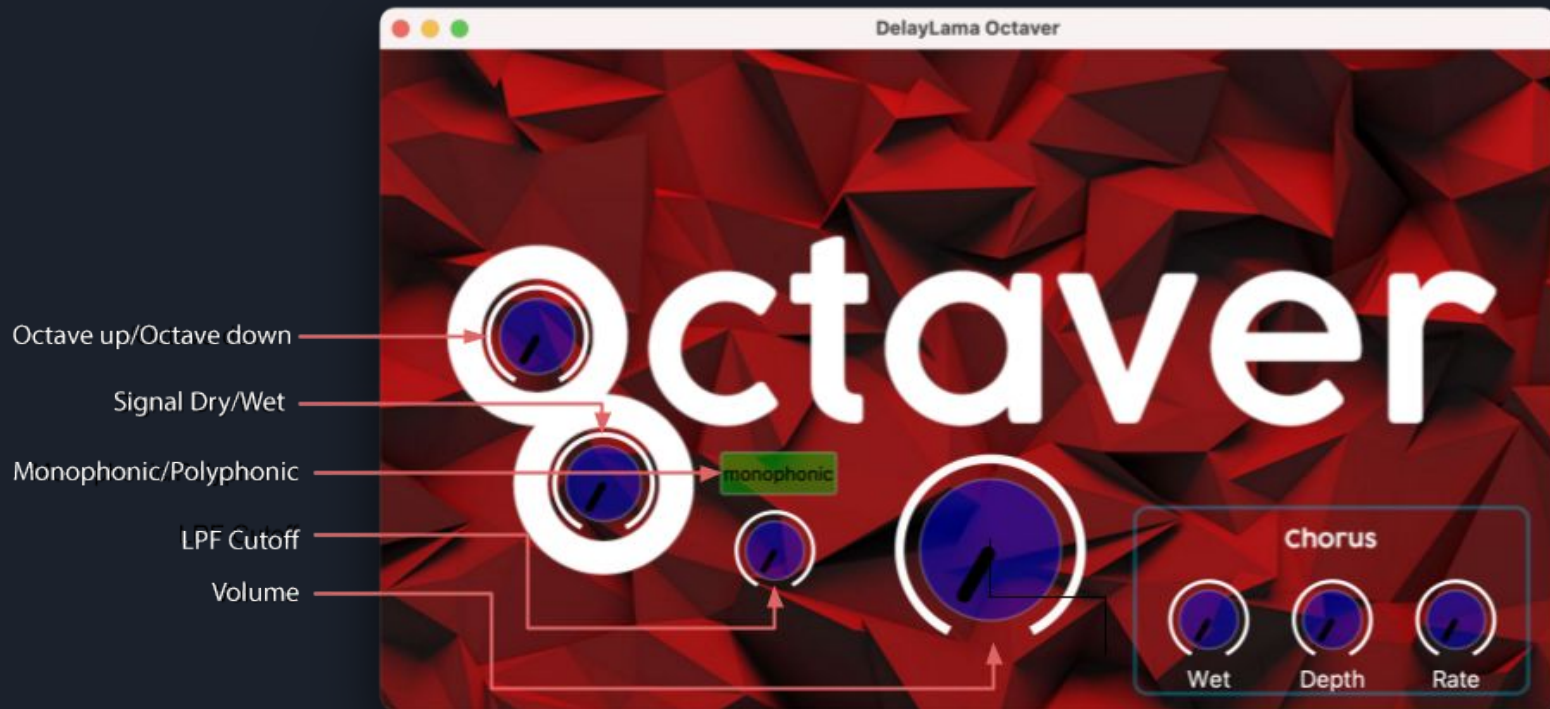 DelayLama Octaver
Octaver
Octave up/Octave down
Signal Dry/Wet
Monophonic/Polyphonic
monophonic
LPF Cutoff
Volume
Chorus
Wet
Depth
Rate